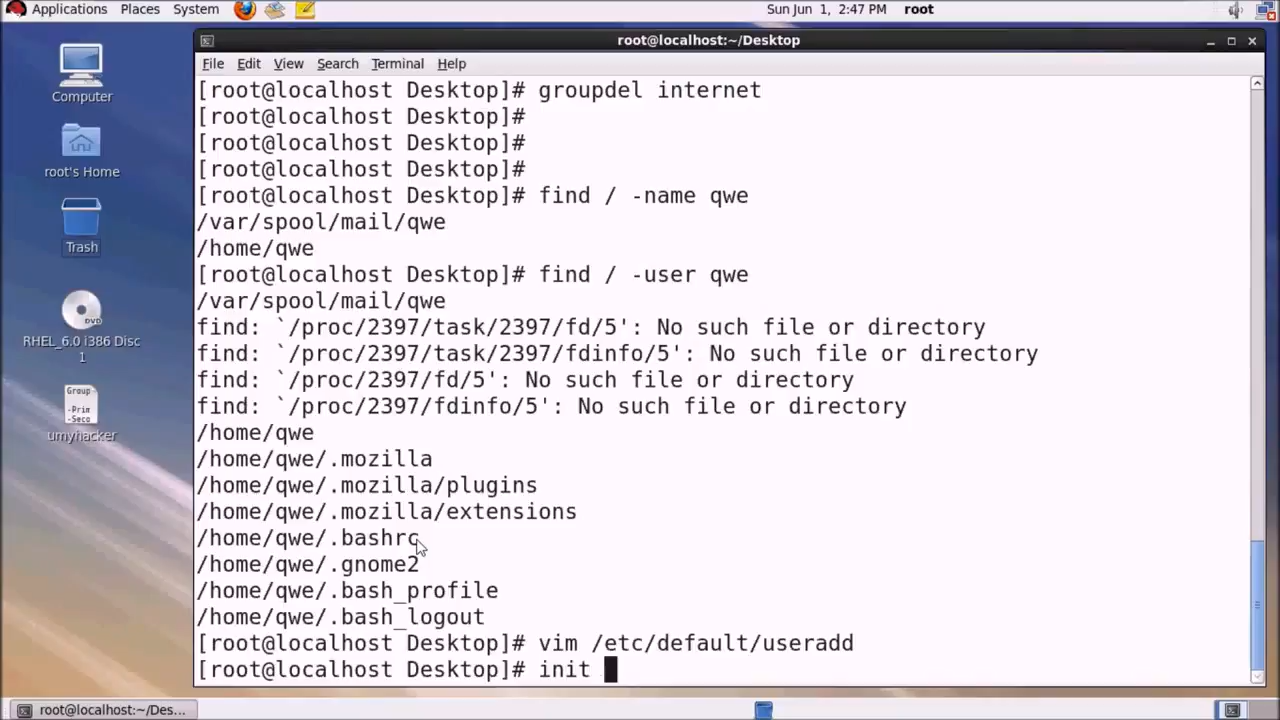 Applications Places System Sun Jun 1, 2:47 PM root
root@localhost:~/Desktop
File Edit View Search Terminal Help
[root@localhost Desktop]# groupdel internet
[root@localhost Desktop]#
[root@localhost Desktop]#
[root@localhost Desktop]#
[root@localhost Desktop]# find / -name qwe
/var/spool/mail/qwe
/home/qwe
[root@localhost Desktop]# find / -user qwe
/var/spool/mail/qwe
find: `/proc/2397/task/2397/fd/5': No such file or directory
find: `/proc/2397/task/2397/fdinfo/5': No such file or directory
find: `/proc/2397/fd/5': No such file or directory
find: `/proc/2397/fdinfo/5': No such file or directory
/home/qwe
/home/qwe/.mozilla
/home/qwe/.mozilla/plugins
/home/qwe/.mozilla/extensions
/home/qwe/.bashrc
/home/qwe/.gnome2
/home/qwe/.bash_profile
/home/qwe/.bash_logout
[root@localhost Desktop]# vim /etc/default/useradd
[root@localhost Desktop]# init
Computer
root's Home
Trash
DVD
RHEL_6.0 i386 Disc
1
Group
-Prim
-Seco
umyhacker
root@localhost:~/Des...